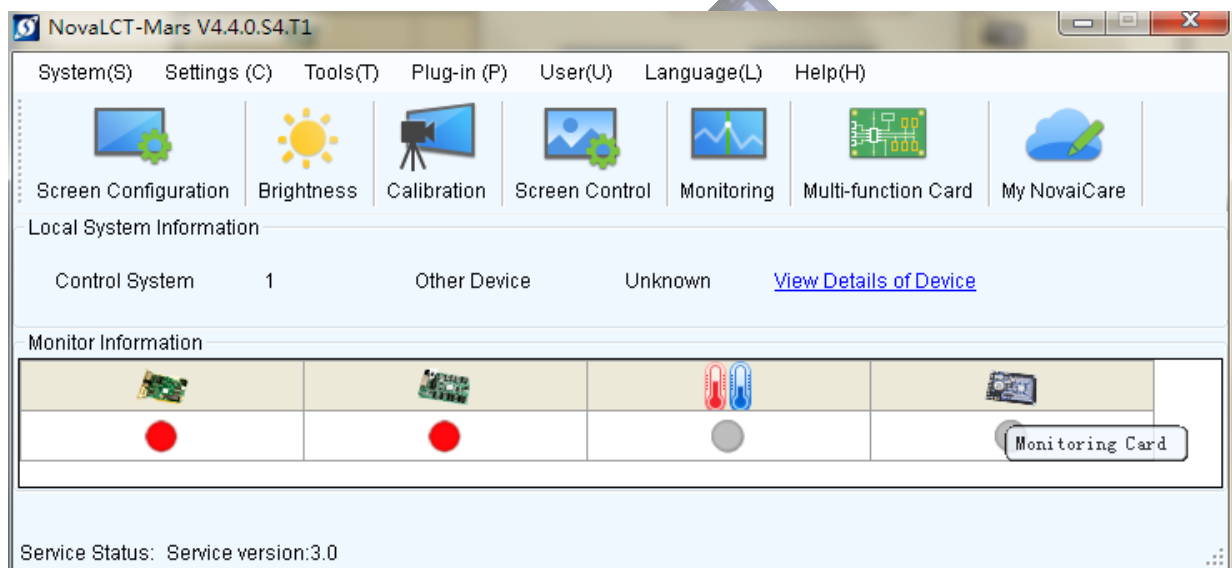 NovaLCT-Mars V4.4.0.S4.T1
System(S) Settings (C) Tools(T) Plug-in (P) User(U) Language(L) Help(H)
Screen Configuration Brightness Calibration Screen Control Monitoring Multi-function Card My NovaiCare
Local System Information
Control System 1 Other Device Unknown View Details of Device
Monitor Information
Monitoring Card
Service Status: Service version:3.0